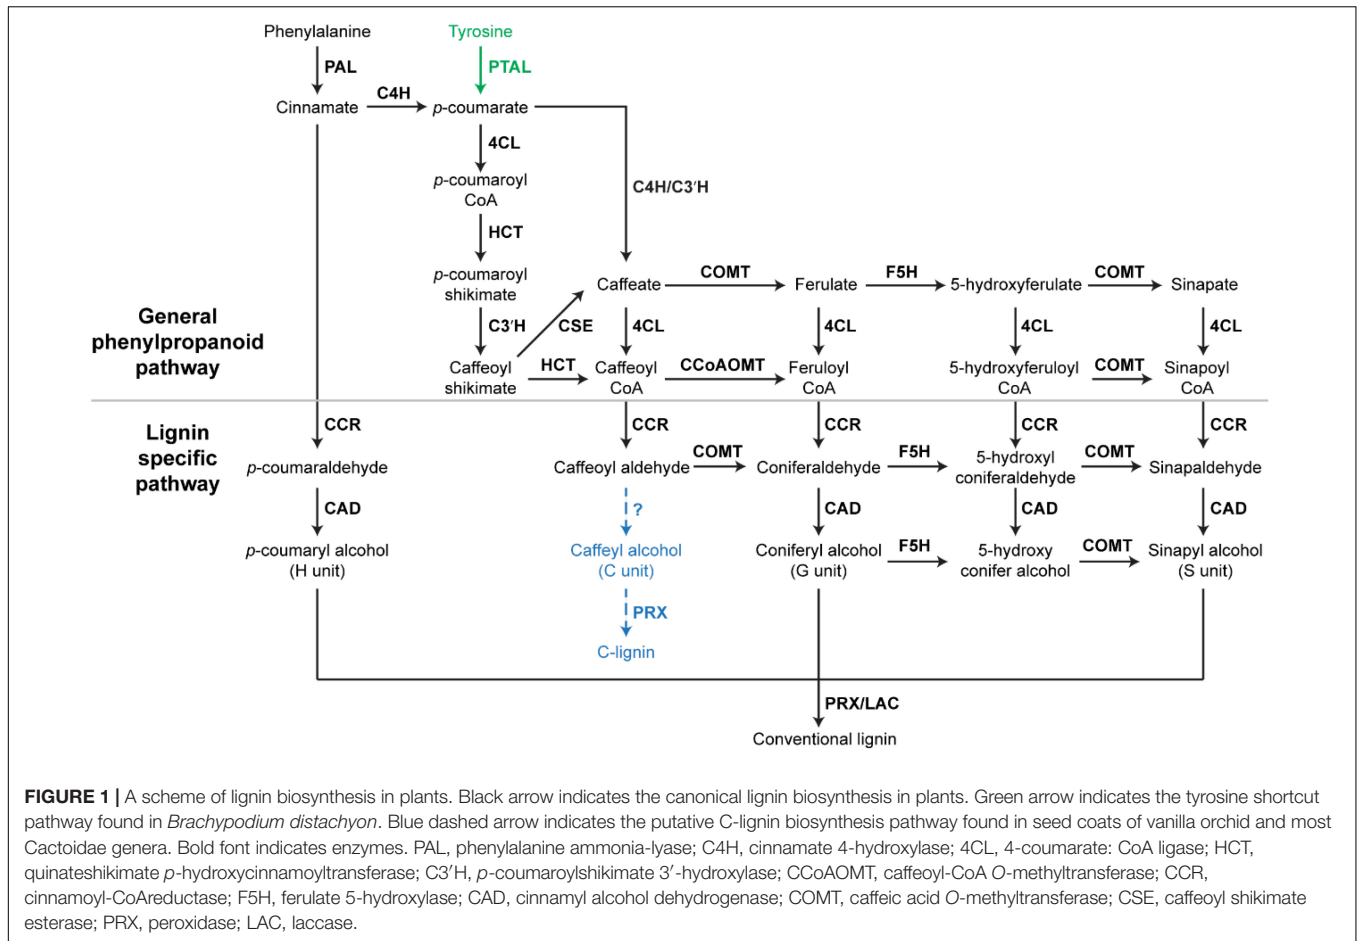 Phenylalanine
Tyrosine
PAL
PTAL
Cinnamate
C4H
p-coumarate
4CL
p-coumaroyl
CoA
C4H/C3′H
HCT
p-coumaroyl
shikimate
Caffeate
COMT
Ferulate
F5H
5-hydroxyferulate
COMT
Sinapate
General
phenylpropanoid
pathway
C3′H
CSE
4CL
4CL
4CL
4CL
Caffeoyl
shikimate
HCT
Caffeoyl
CoA
CCoAOMT
Feruloyl
CoA
5-hydroxyferuloyl
CoA
COMT
Sinapoyl
CoA
Lignin
specific
pathway
CCR
CCR
CCR
CCR
CCR
p-coumaraldehyde
Caffeoyl aldehyde
COMT
Coniferaldehyde
F5H
5-hydroxyl
coniferaldehyde
COMT
Sinapaldehyde
CAD
?
CAD
CAD
CAD
p-coumaryl alcohol
(H unit)
Caffeyl alcohol
(C unit)
Coniferyl alcohol
(G unit)
F5H
5-hydroxy
conifer alcohol
COMT
Sinapyl alcohol
(S unit)
PRX
C-lignin
PRX/LAC
Conventional lignin
FIGURE 1 | A scheme of lignin biosynthesis in plants. Black arrow indicates the canonical lignin biosynthesis in plants. Green arrow indicates the tyrosine shortcut
pathway found in Brachypodium distachyon. Blue dashed arrow indicates the putative C-lignin biosynthesis pathway found in seed coats of vanilla orchid and most
Cactoidae genera. Bold font indicates enzymes. PAL, phenylalanine ammonia-lyase; C4H, cinnamate 4-hydroxylase; 4CL, 4-coumarate: CoA ligase; HCT,
quinateshikimate p-hydroxycinnamoyltransferase; C3′H, p-coumaroylshikimate 3′-hydroxylase; CCoAOMT, caffeoyl-CoA O-methyltransferase; CCR,
cinnamoyl-CoAreductase; F5H, ferulate 5-hydroxylase; CAD, cinnamyl alcohol dehydrogenase; COMT, caffeic acid O-methyltransferase; CSE, caffeoyl shikimate
esterase; PRX, peroxidase; LAC, laccase.